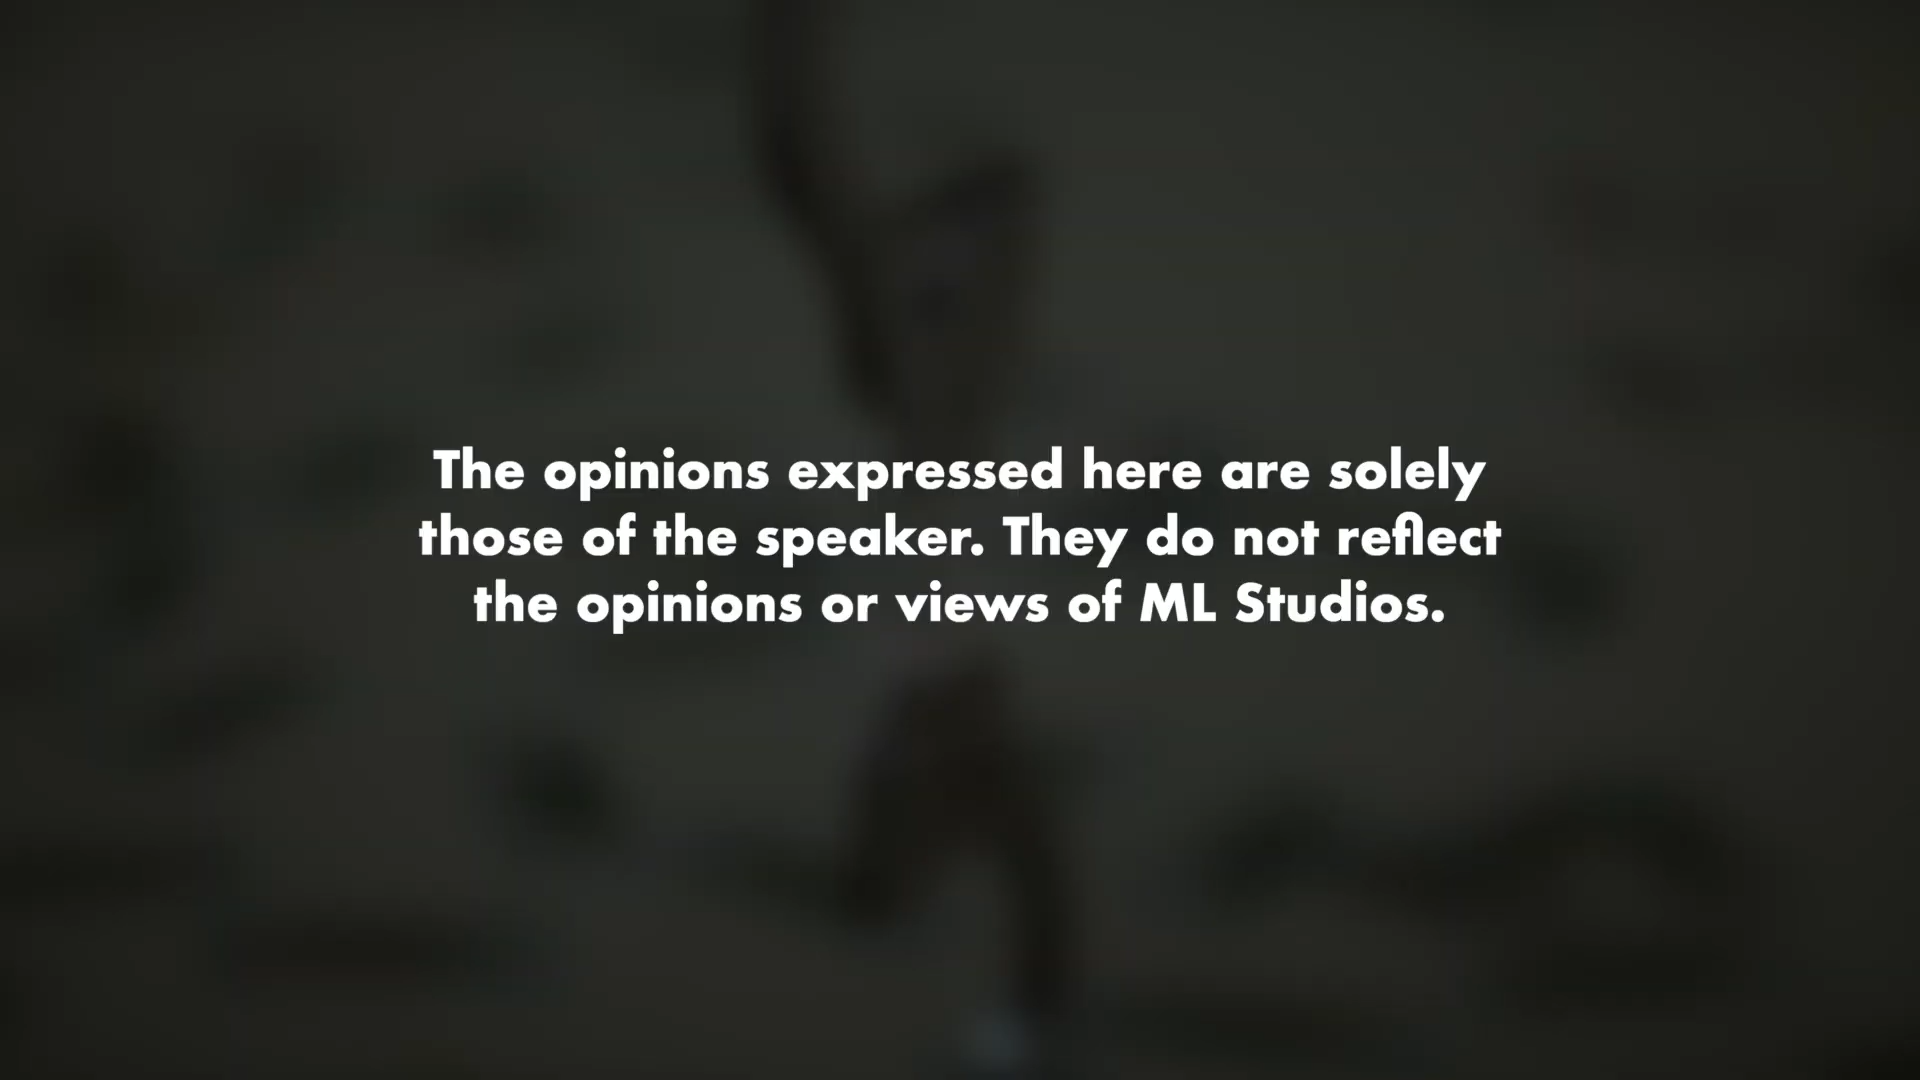 The opinions expressed here are solely
those of the speaker. They do not reflect
the opinions or views of ML Studios.